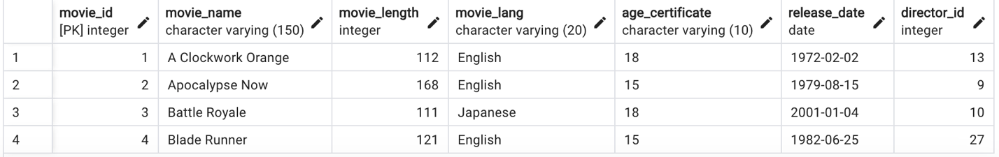 movie_id movie_name movie_length movie_lang age_certificate release_date director_id
[PK] integer character varying (150) integer character varying (20) character varying (10) date integer
1 1 A Clockwork Orange 112 English 18 1972-02-02 13
2 2 Apocalypse Now 168 English 15 1979-08-15 9
3 3 Battle Royale 111 Japanese 18 2001-01-04 10
4 4 Blade Runner 121 English 15 1982-06-25 27